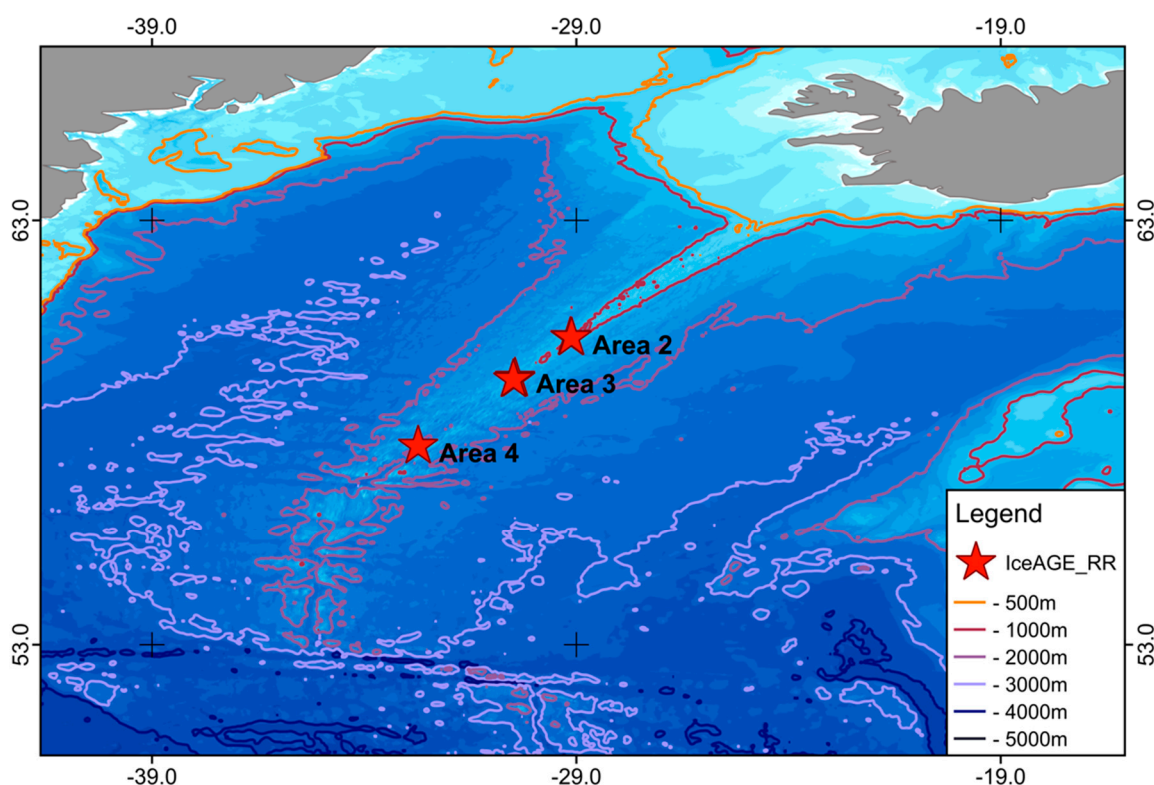 -39.0 -29.0 -19.0
63.0 63.0
Area 2
Area 3
Area 4
Legend
IceAGE_RR
- 500m
- 1000m
- 2000m
- 3000m
- 4000m
- 5000m
53.0 53.0
-39.0 -29.0 -19.0